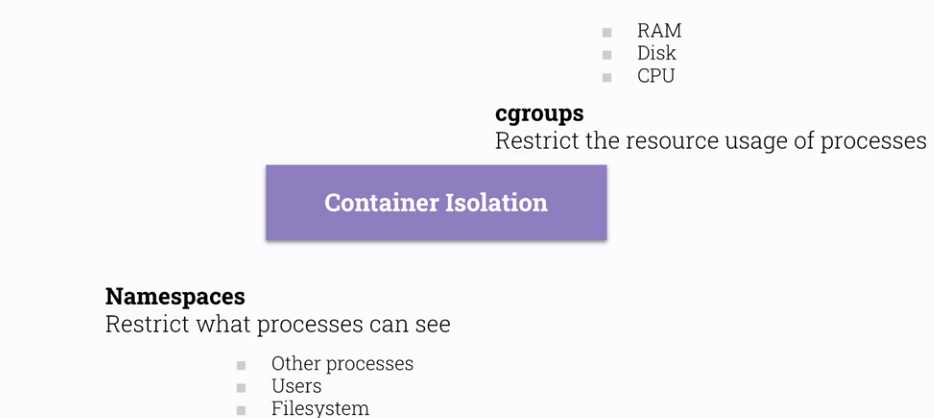 RAM
Disk
CPU
cgroups
Restrict the resource usage of processes
Container Isolation
Namespaces
Restrict what processes can see
Other processes
Users
Filesystem